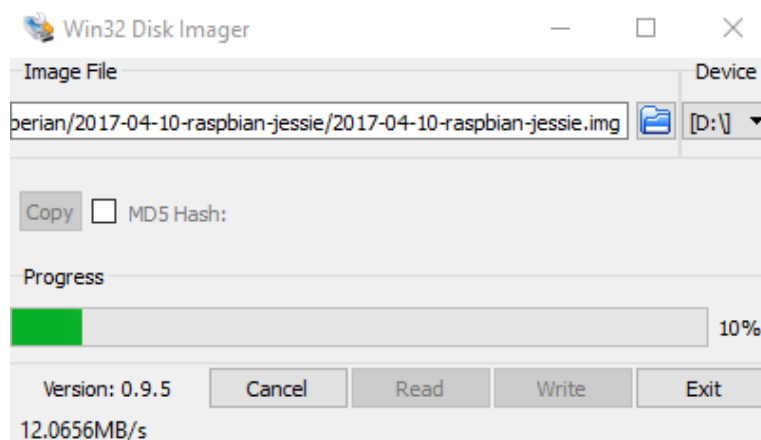 Win32 Disk Imager
Image File Device
perian/2017-04-10-raspbian-jessie/2017-04-10-raspbian-jessie.img [D:\]
Copy MD5 Hash:
Progress
10%
Version: 0.9.5 Cancel Read Write Exit
12.0656MB/s